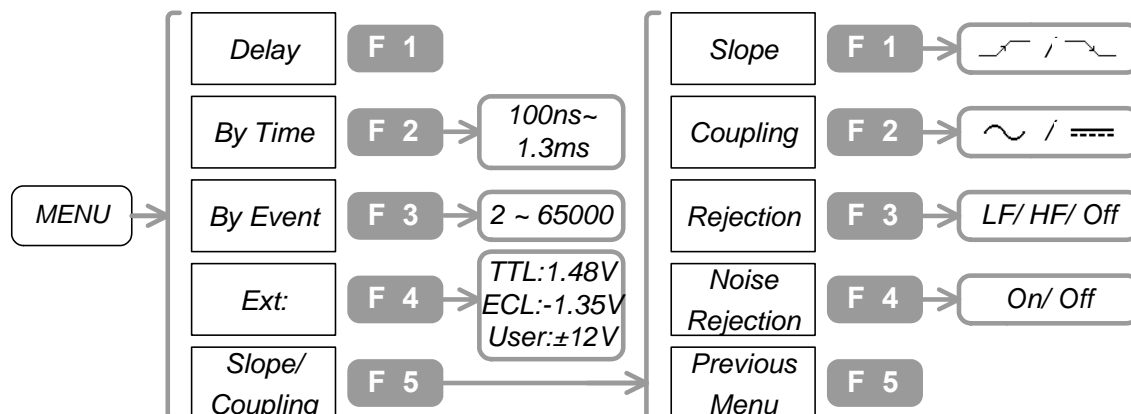 MENU
Delay
F 1
By Time
F 2
100ns~
1.3ms
By Event
F 3
2 ~ 65000
Ext:
F 4
TTL:1.48V
ECL:-1.35V
User:±12V
Slope/
Coupling
F 5
Slope
F 1
/
Coupling
F 2
/
Rejection
F 3
LF/ HF/ Off
Noise
Rejection
F 4
On/ Off
Previous
Menu
F 5